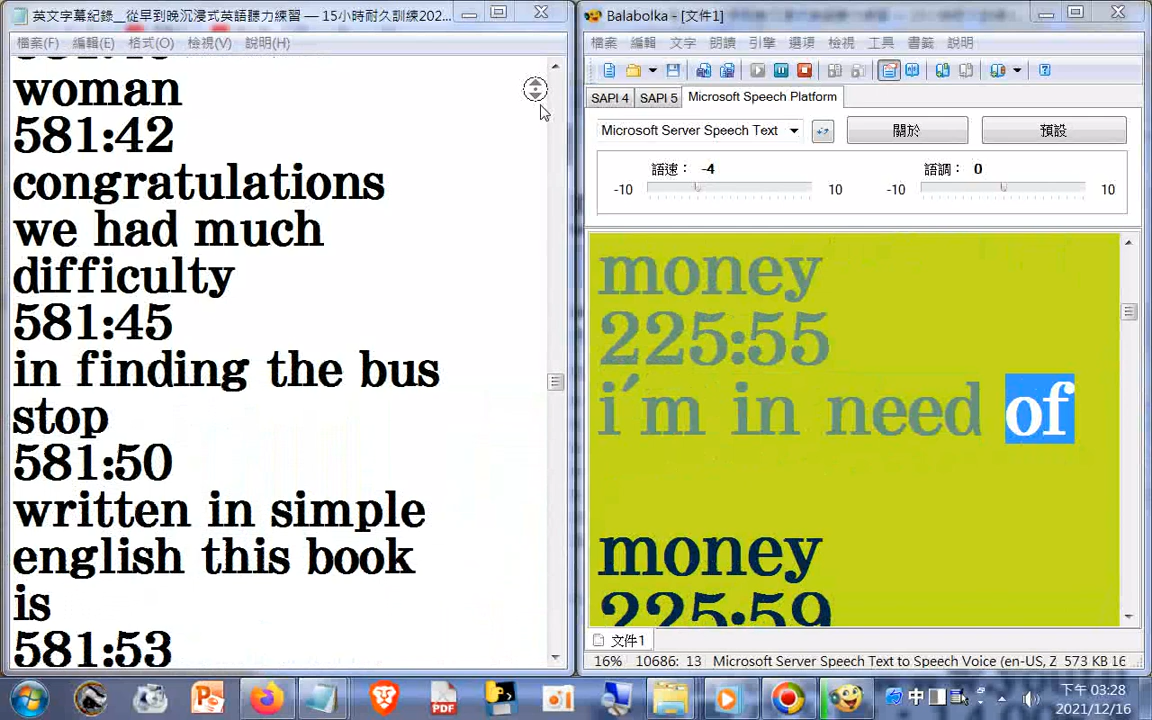 英文字幕紀錄__從早到晚沉浸式英語聽力練習 — 15小時耐久訓練202...
檔案(F) 編輯(E) 格式(O) 檢視(V) 說明(H)
woman
581:42
congratulations
we had much
difficulty
581:45
in finding the bus
stop
581:50
written in simple
english this book
is
581:53
Balabolka - [文件1]
檔案 編輯 文字 朗讀 引擎 選項 檢視 工具 書籤 說明
SAPI 4 SAPI 5 Microsoft Speech Platform
Microsoft Server Speech Text 關於 預設
語速： -4 語調： 0
-10 10 -10 10
money
225:55
i´m in need of
money
225:59
文件1
16% 10686: 13 Microsoft Server Speech Text to Speech Voice (en-US, Z 573 KB 16
PDF 中 下午 03:28
2021/12/16